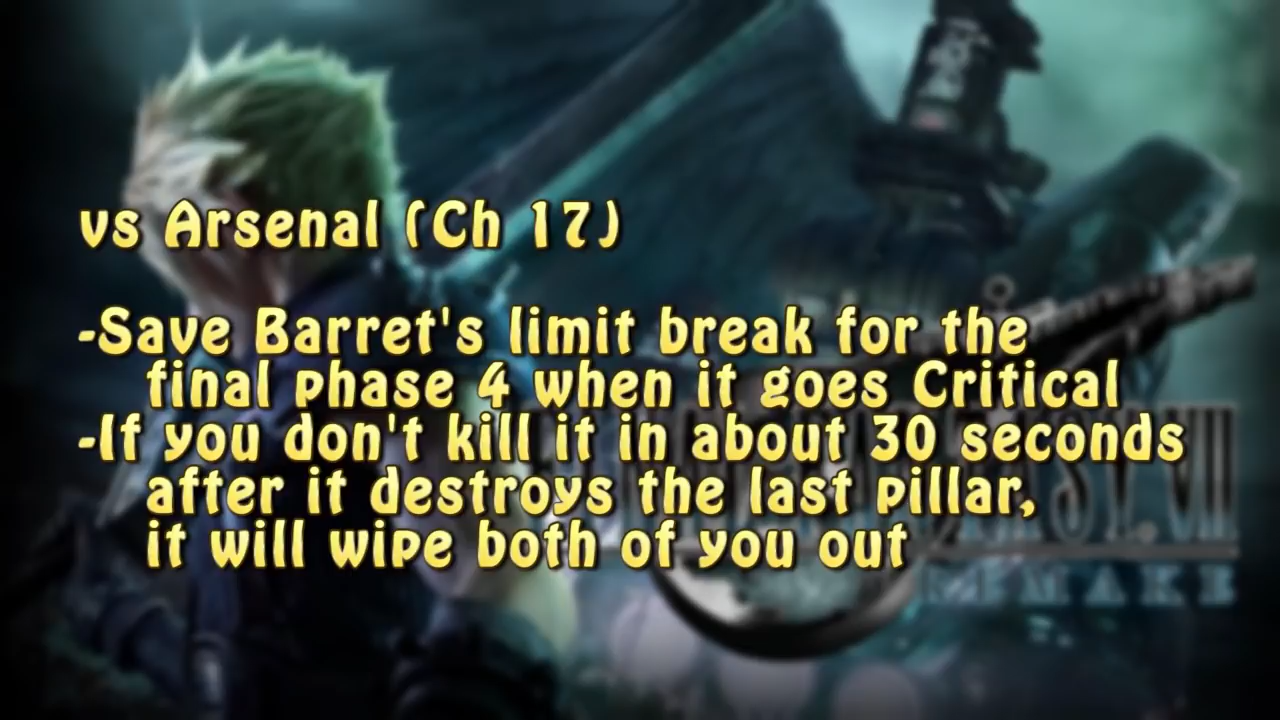 vs Arsenal (Ch 17)
-Save Barret's limit break for the
final phase 4 when it goes Critical
-If you don't kill it in about 30 seconds
after it destroys the last pillar,
it will wipe both of you out
REMAKE